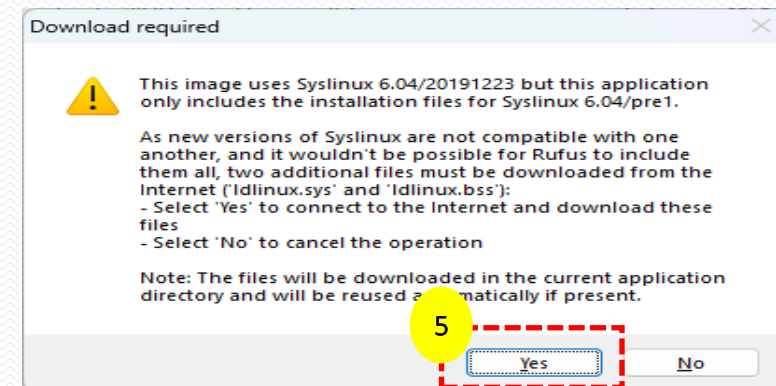 Download required
This image uses Syslinux 6.04/20191223 but this application
only includes the installation files for Syslinux 6.04/pre1.
As new versions of Syslinux are not compatible with one
another, and it wouldn't be possible for Rufus to include
them all, two additional files must be downloaded from the
Internet ('ldlinux.sys' and 'ldlinux.bss'):
- Select 'Yes' to connect to the Internet and download these
files
- Select 'No' to cancel the operation
Note: The files will be downloaded in the current application
directory and will be reused if present.
5
Yes No